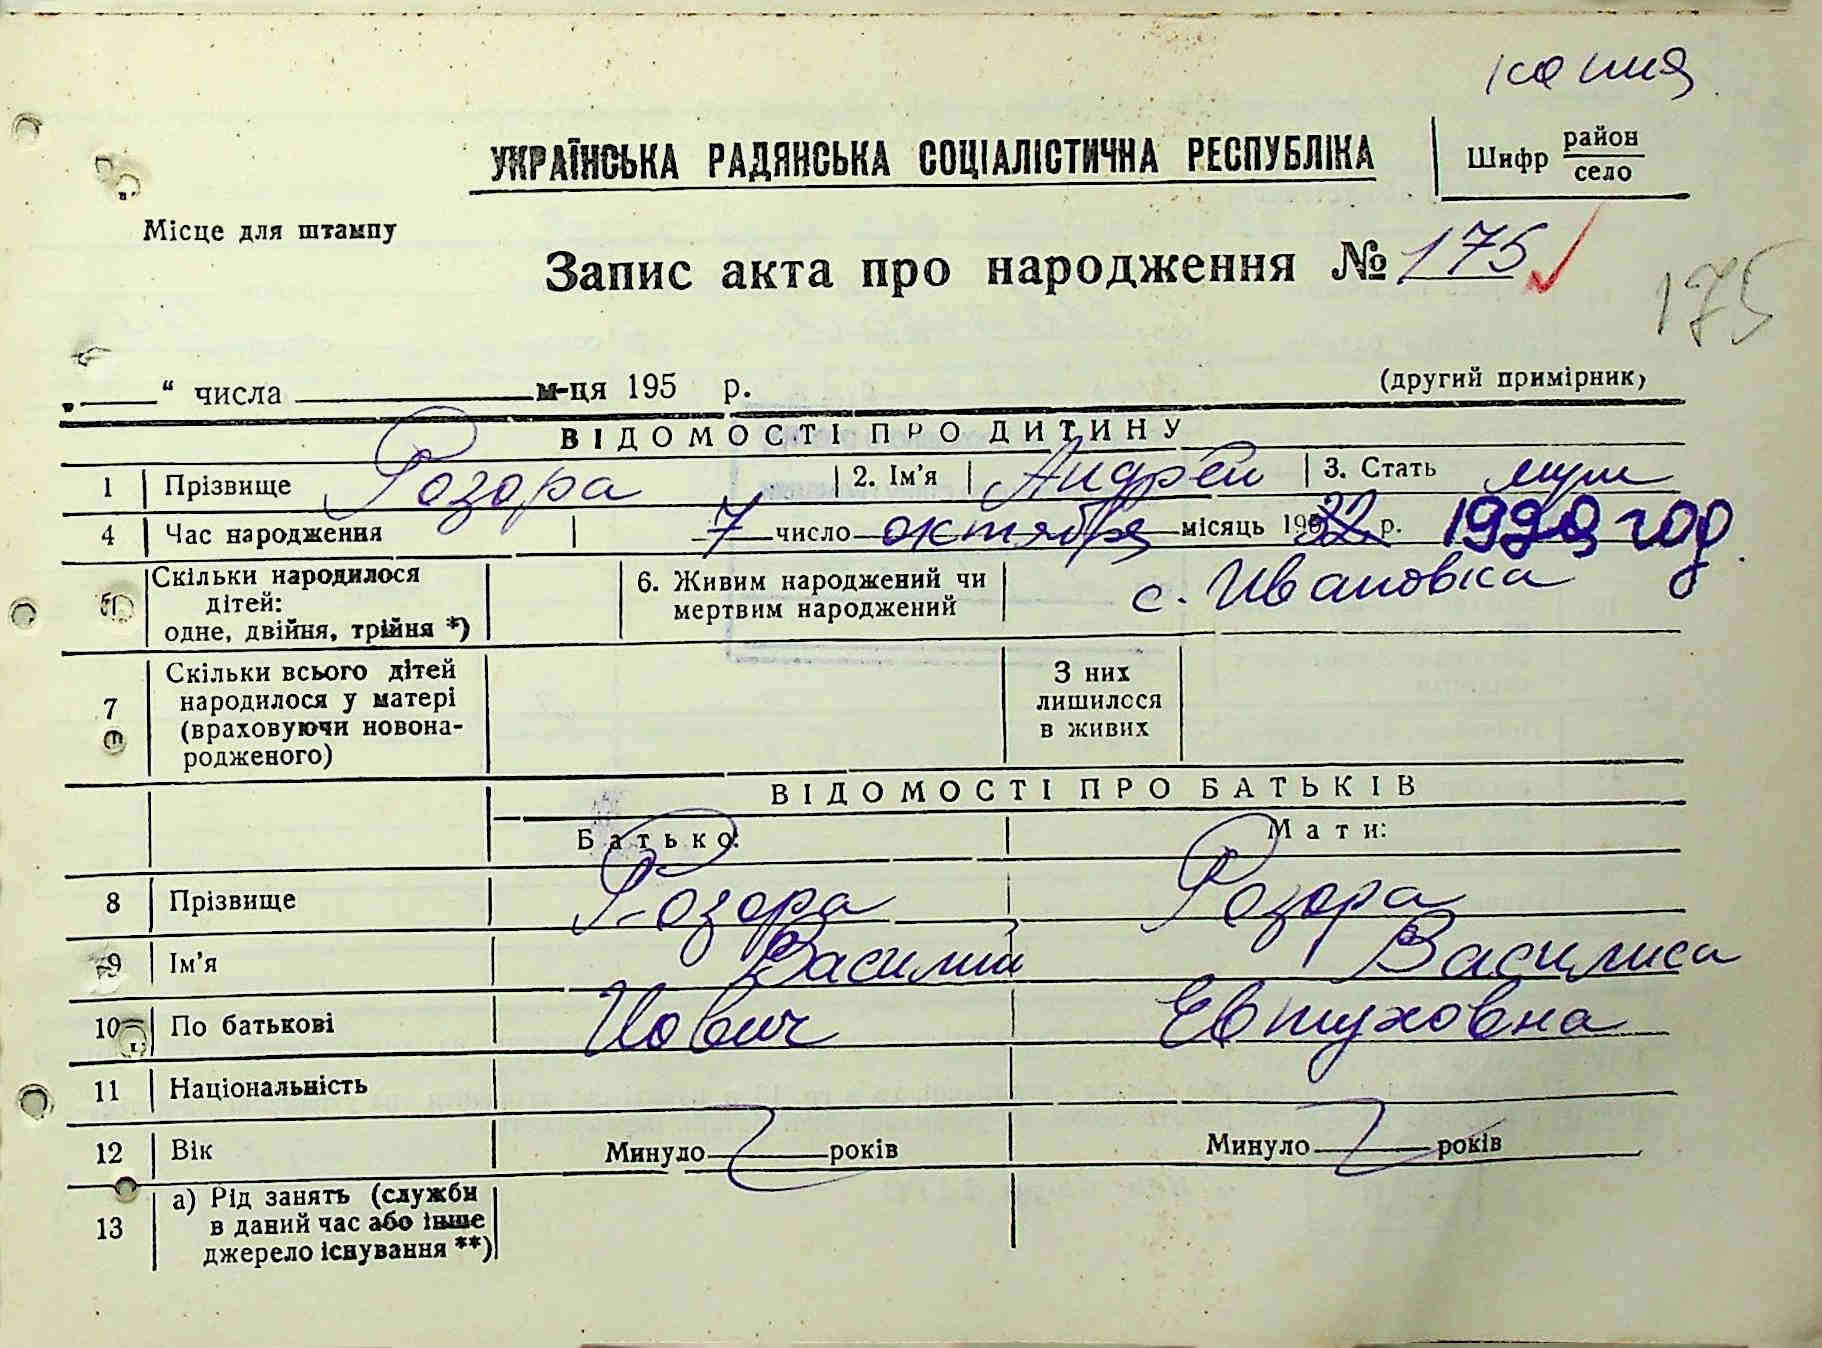 копия
УКРАЇНСЬКА РАДЯНСЬКА СОЦІАЛІСТИЧНА РЕСПУБЛІКА
Шифр район
село
Місце для штампу
Запис акта про народження № 175
175
„ “ числа м-ця 195 р.
(другий примірник)
ВІДОМОСТІ ПРО ДИТИНУ
1 Прізвище Розора 2. Ім’я Андрей 3. Стать муж
4 Час народження 7 число октября місяць 19 р. год
5 Скільки народилося дітей: одне, двійня, трійня *)
6. Живим народжений чи мертвим народжений с. Ивановка
7 Скільки всього дітей народилося у матері (враховуючи новона-родженого)
З них лишилося в живих
ВІДОМОСТІ ПРО БАТЬКІВ
Батько: Мати:
8 Прізвище Розора Розора
9 Ім’я Василий Василиса
10 По батькові Иович Евтуховна
11 Національність
12 Вік Минуло років Минуло років
13 а) Рід занять (служби в даний час або інше джерело існування **)